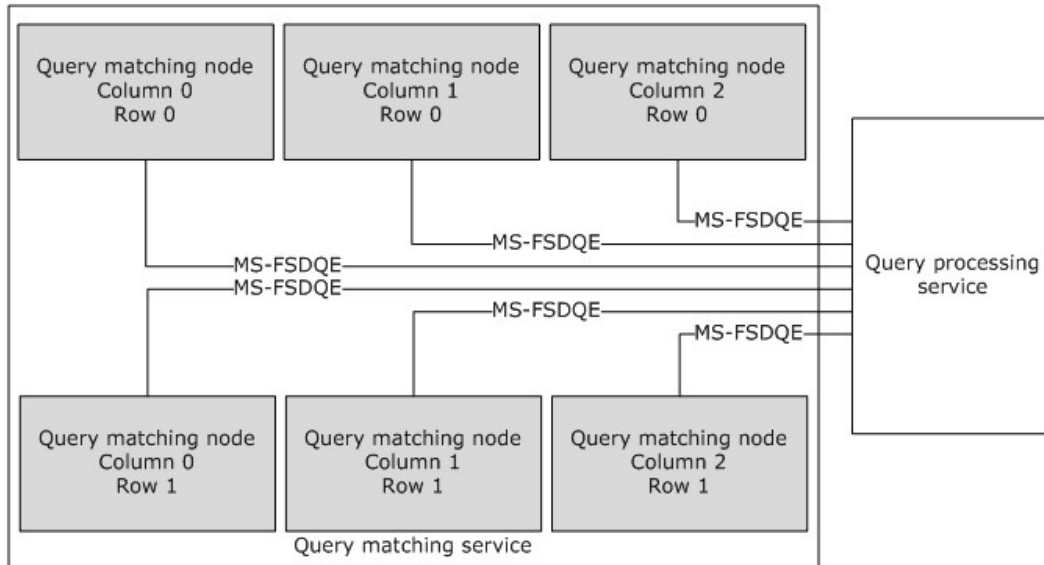 Query matching node
Column 0
Row 0
Query matching node
Column 1
Row 0
Query matching node
Column 2
Row 0
MS-FSDQE
MS-FSDQE
MS-FSDQE
MS-FSDQE
MS-FSDQE
MS-FSDQE
Query processing
service
Query matching node
Column 0
Row 1
Query matching node
Column 1
Row 1
Query matching node
Column 2
Row 1
Query matching service